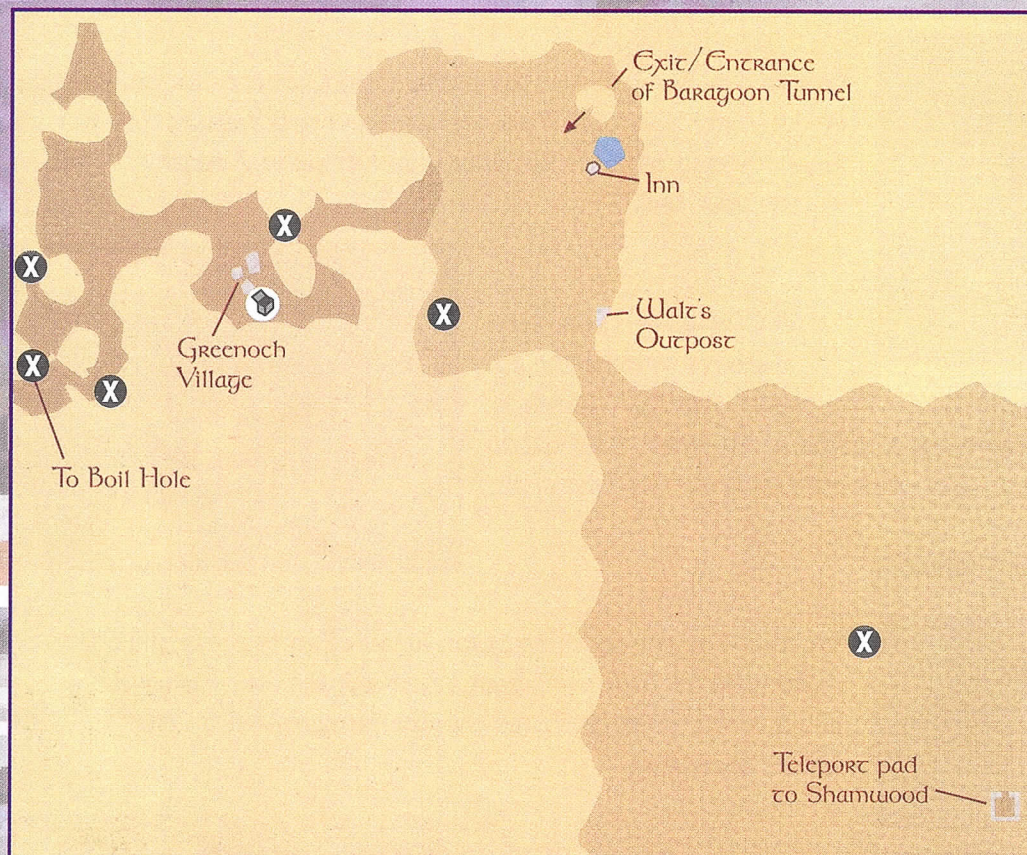 Exit/Entrance
of Baragoon Tunnel
Inn
X
X
Walt's
Outpost
X
Greenoch
Village
X
X
To Boil Hole
X
Teleport pad
to Shamwood